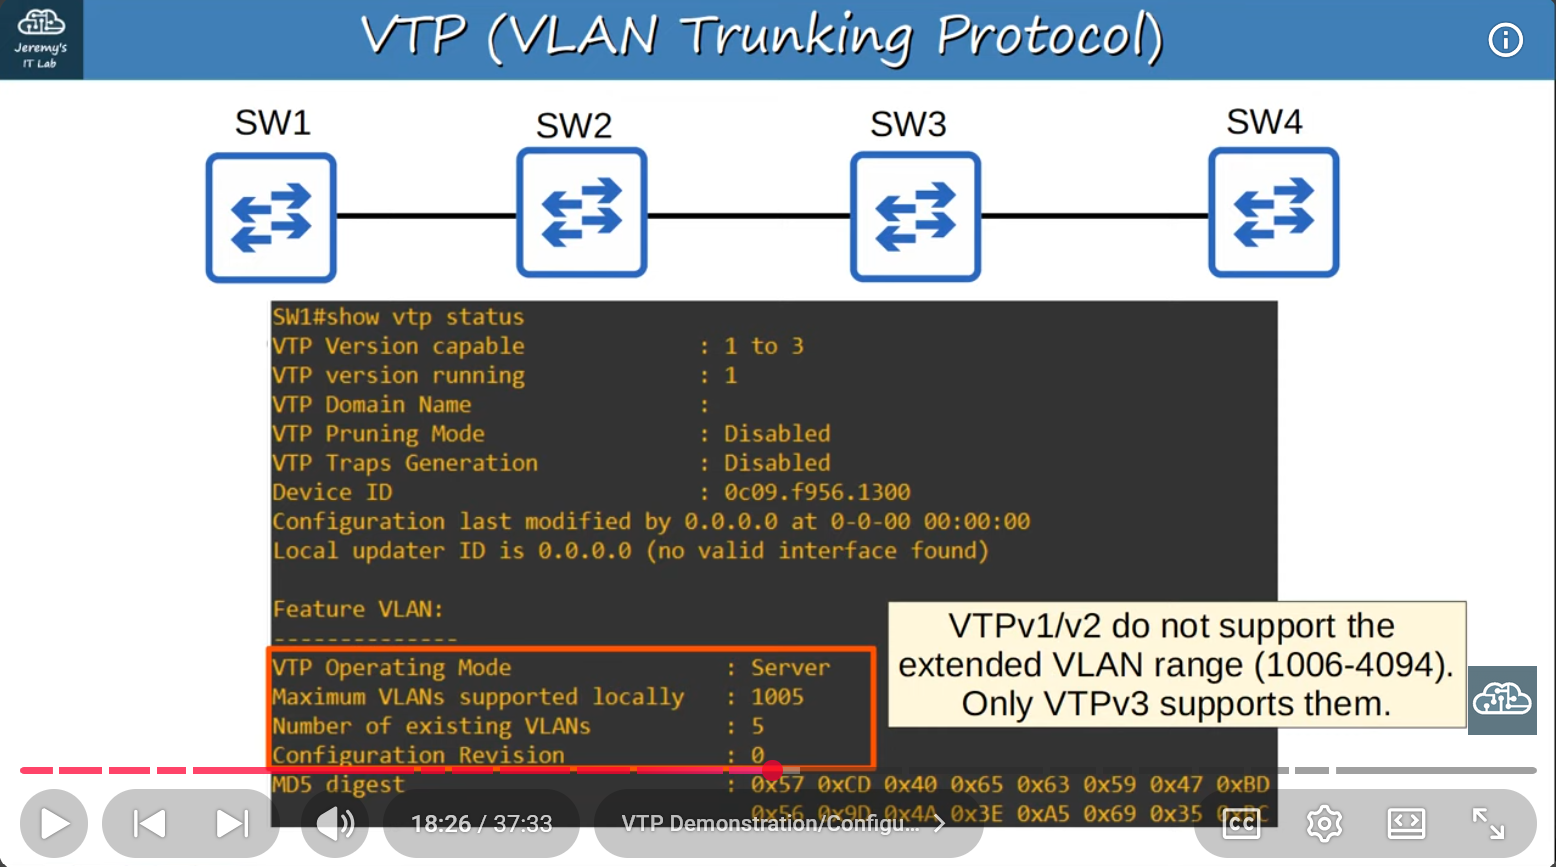 Jeremy's
IT Lab
VTP (VLAN Trunking Protocol)
SW1
SW2
SW3
SW4
SW1#show vtp status
VTP Version capable : 1 to 3
VTP version running : 1
VTP Domain Name :
VTP Pruning Mode : Disabled
VTP Traps Generation : Disabled
Device ID : 0c09.f956.1300
Configuration last modified by 0.0.0.0 at 0-0-00 00:00:00
Local updater ID is 0.0.0.0 (no valid interface found)
Feature VLAN:
--------------
VTP Operating Mode : Server
Maximum VLANs supported locally : 1005
Number of existing VLANs : 5
Configuration Revision : 0
MD5 digest : 0x57 0xCD 0x40 0x65 0x63 0x59 0x47 0xBD
0x56 0x9D 0x4A 0x3E 0xA5 0x69 0x35
VTPv1/v2 do not support the
extended VLAN range (1006-4094).
Only VTPv3 supports them.
18:26 / 37:33
VTP Demonstration/Configu...
CC